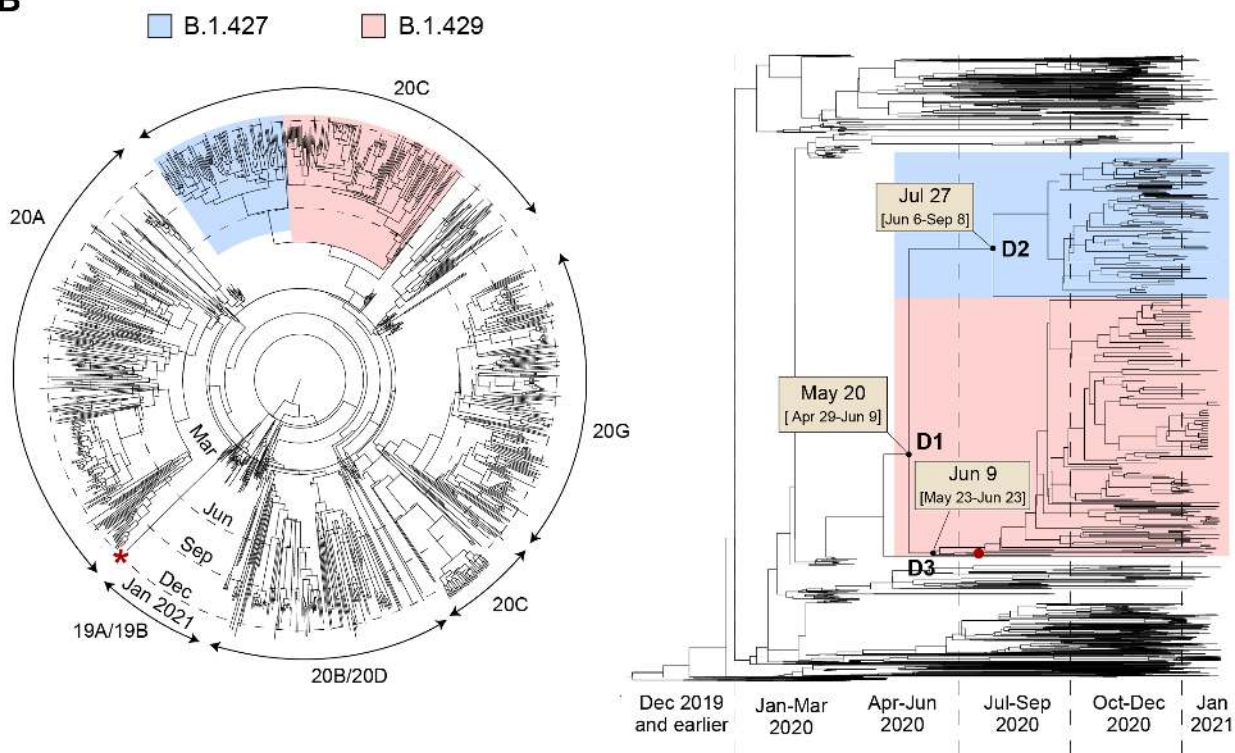 B
B.1.427
B.1.429
20C
20A
20G
Mar
Jun
Sep
Dec
Jan 2021
*
19A/19B
20C
20B/20D
Jul 27
[Jun 6-Sep 8]
D2
May 20
[ Apr 29-Jun 9]
D1
Jun 9
[May 23-Jun 23]
D3
Dec 2019
and earlier
Jan-Mar
2020
Apr-Jun
2020
Jul-Sep
2020
Oct-Dec
2020
Jan
2021